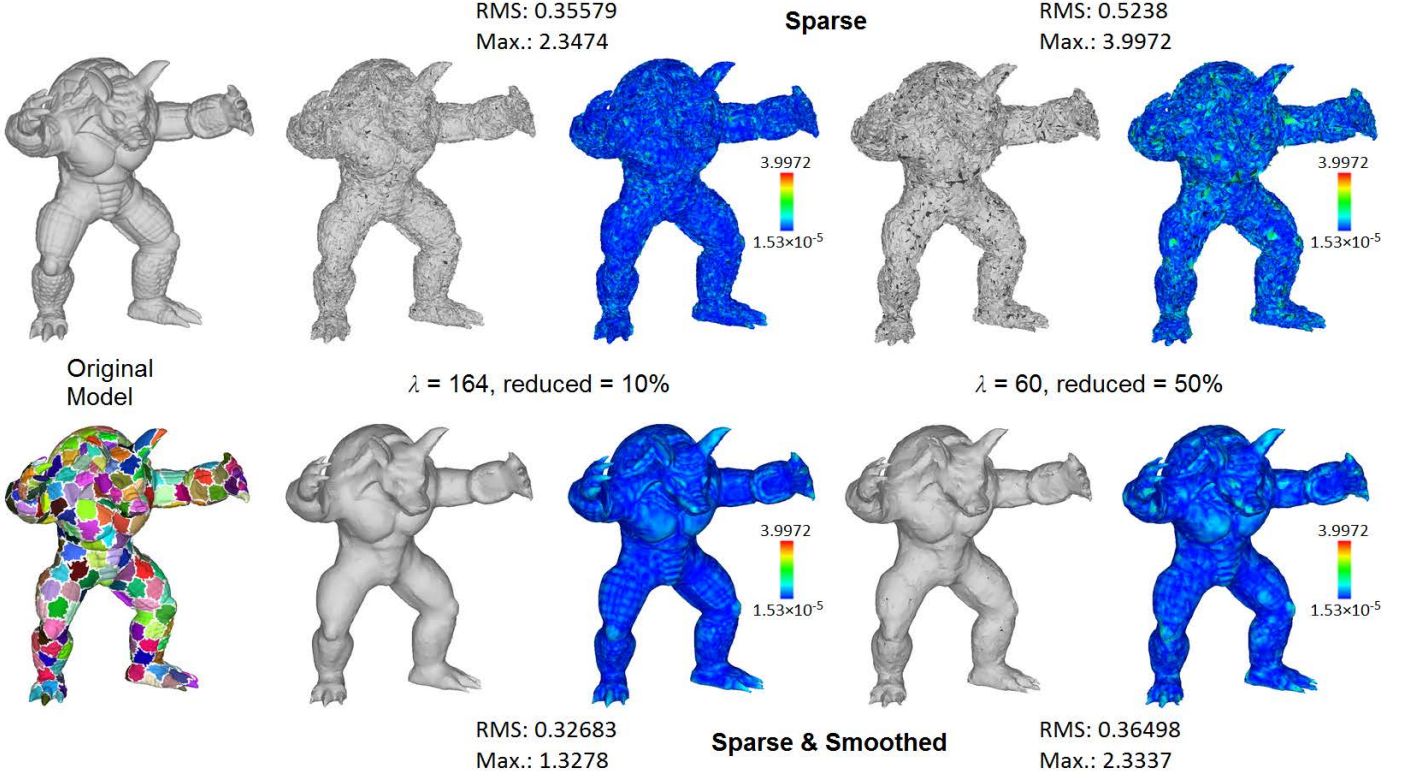 RMS: 0.35579
Max.: 2.3474
Sparse
RMS: 0.5238
Max.: 3.9972
3.9972
1.53×10⁻⁵
3.9972
1.53×10⁻⁵
Original
Model
λ = 164, reduced = 10%
λ = 60, reduced = 50%
3.9972
1.53×10⁻⁵
3.9972
1.53×10⁻⁵
RMS: 0.32683
Max.: 1.3278
Sparse & Smoothed
RMS: 0.36498
Max.: 2.3337